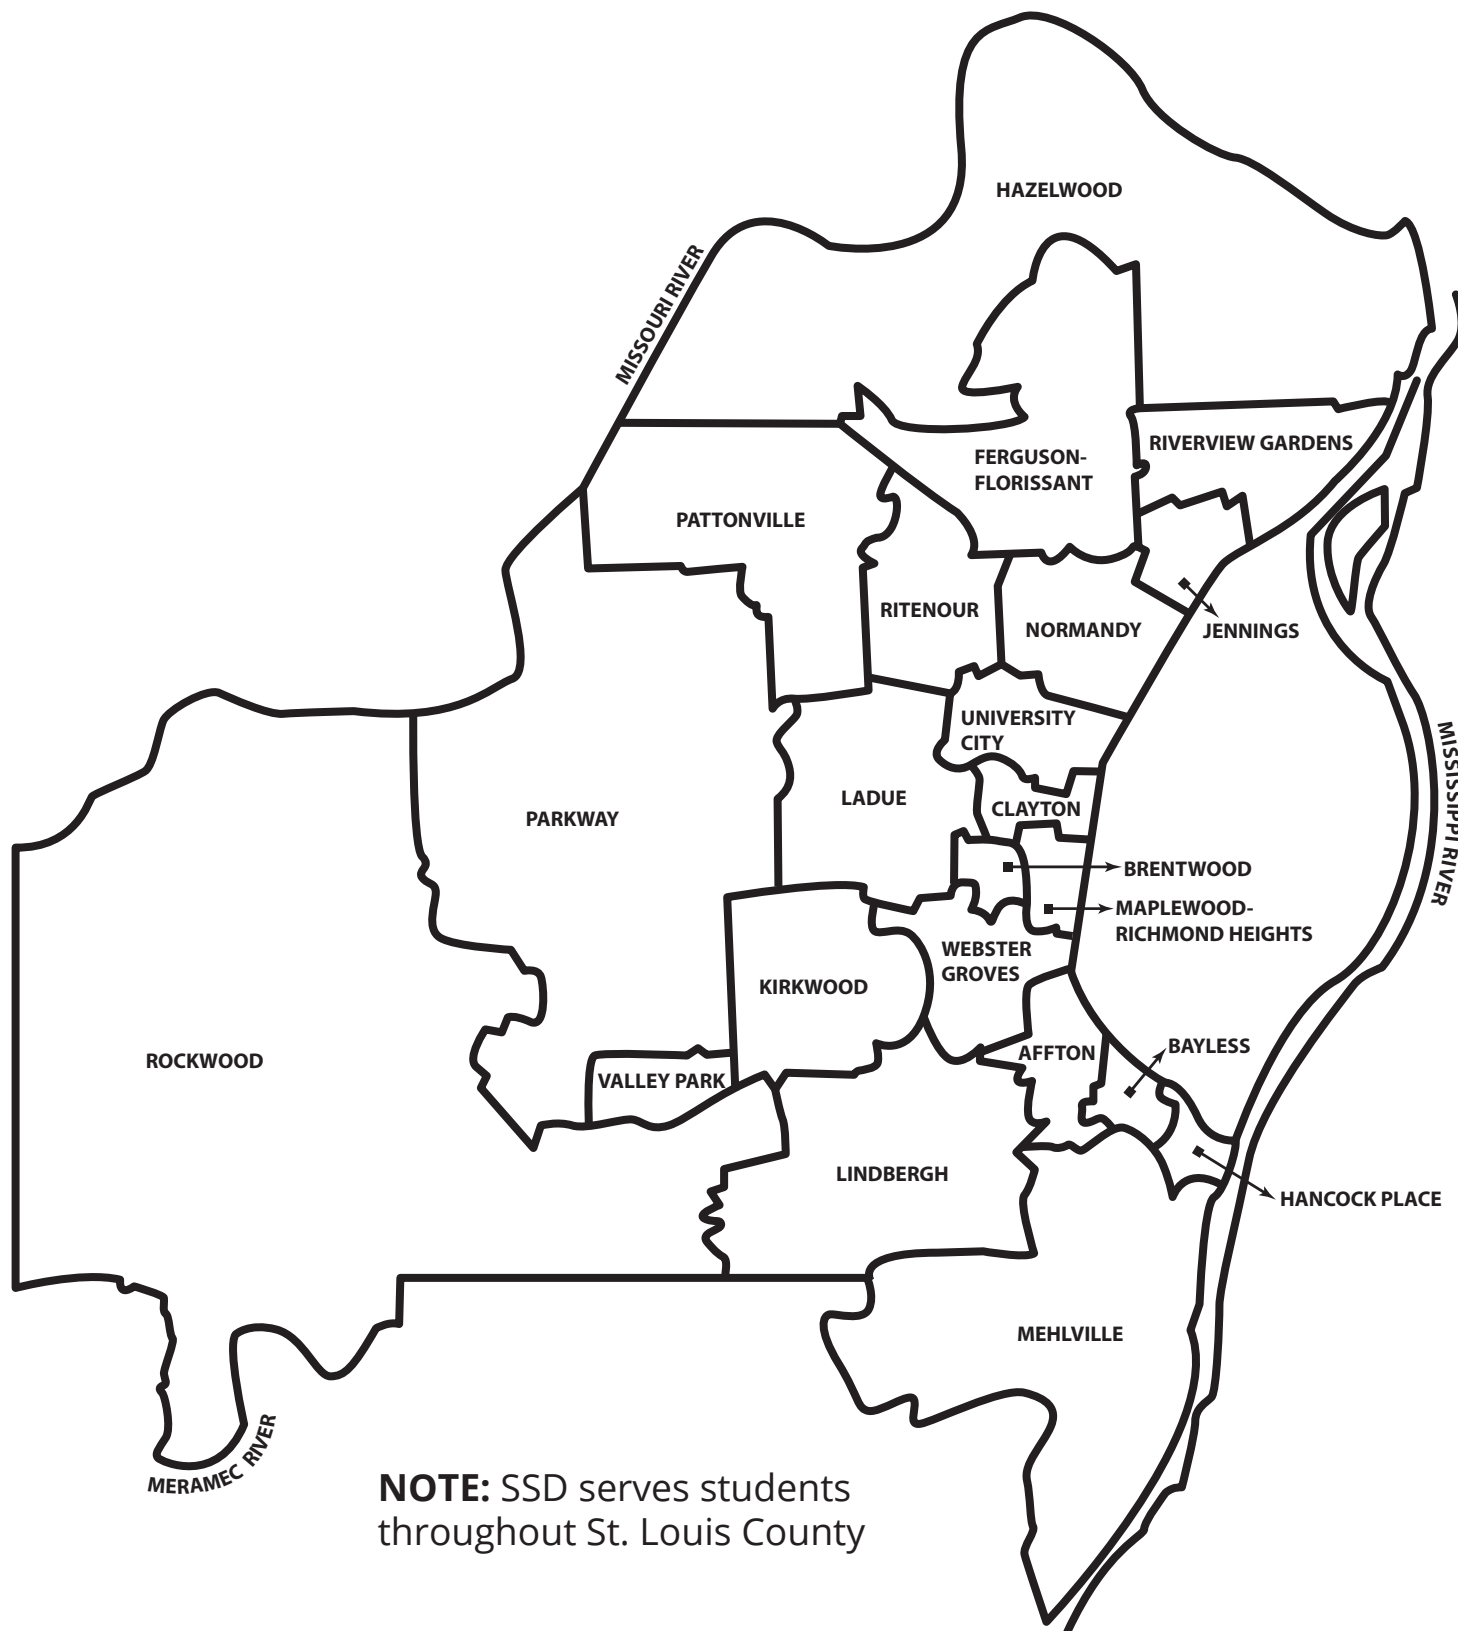 HAZELWOOD
MISSOURI RIVER
RIVERVIEW GARDENS
FERGUSON-
FLORISSANT
PATTONVILLE
RITENOUR
NORMANDY
JENNINGS
UNIVERSITY
CITY
MISSISSIPPI RIVER
LADUE
CLAYTON
PARKWAY
BRENTWOOD
MAPLEWOOD-
RICHMOND HEIGHTS
WEBSTER
GROVES
KIRKWOOD
ROCKWOOD
AFFTON
BAYLESS
VALLEY PARK
LINDBERGH
HANCOCK PLACE
MEHLVILLE
MERAMEC RIVER
NOTE: SSD serves students
throughout St. Louis County